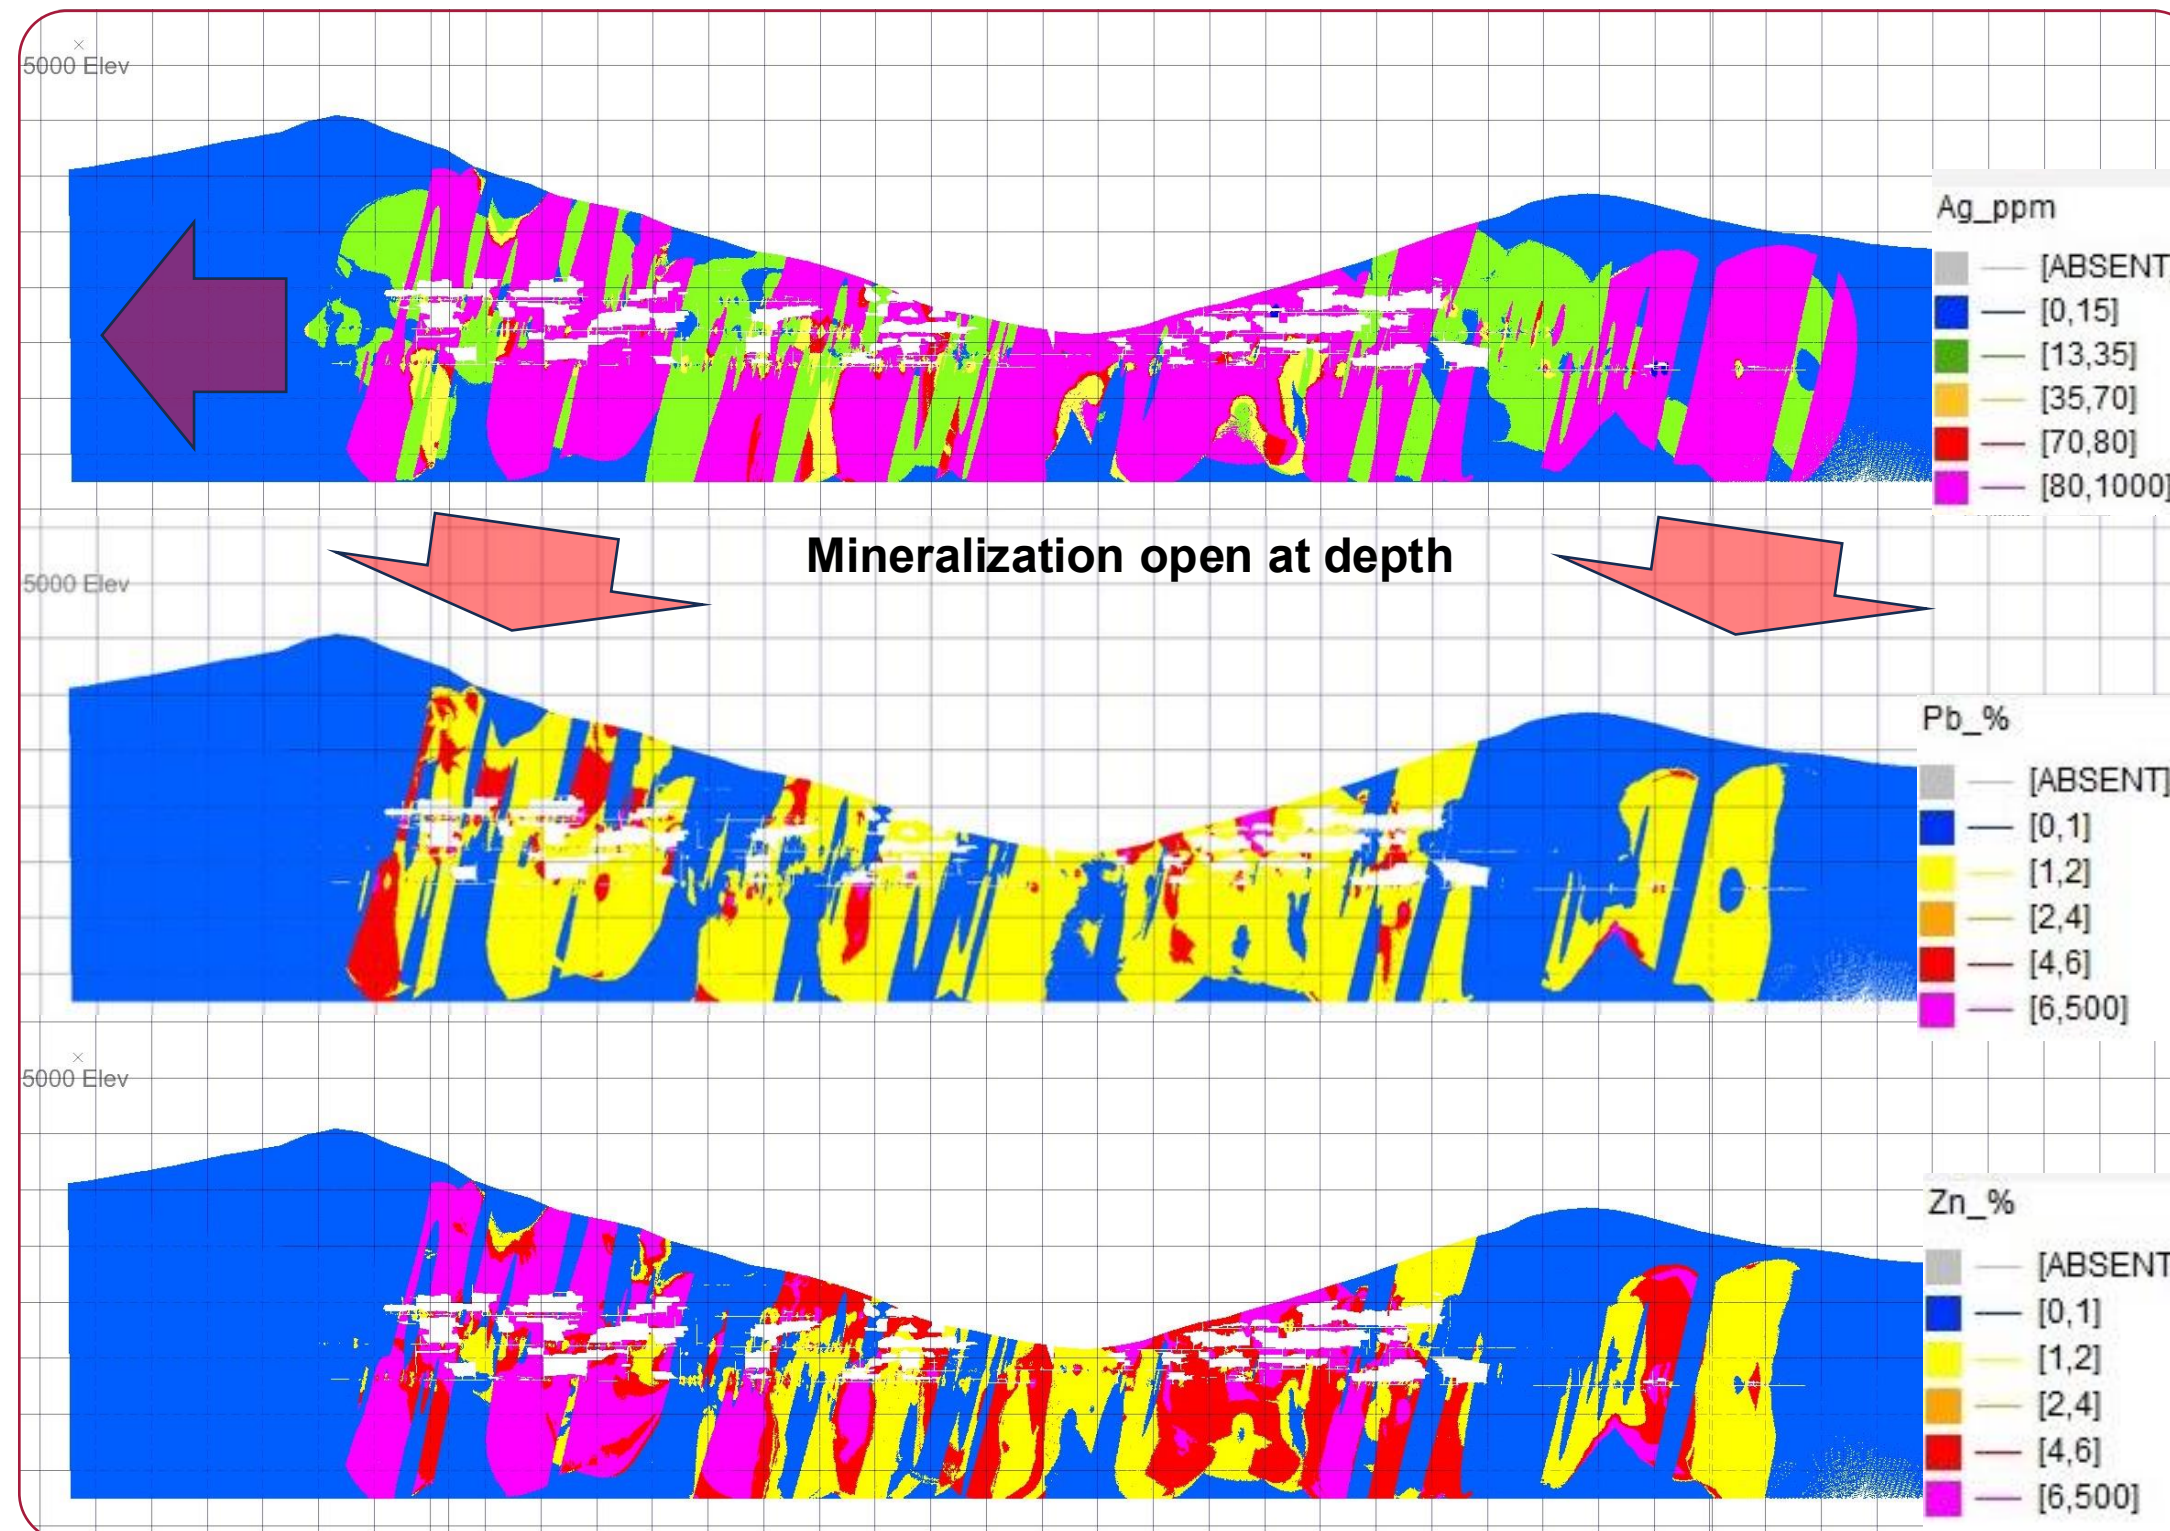 5000 Elev
Ag_ppm
[ABSENT
[0,15]
[13,35]
[35,70]
[70,80]
[80,1000]
Mineralization open at depth
5000 Elev
Pb_%
[ABSENT]
[0,1]
[1,2]
[2,4]
[4,6]
[6,500]
5000 Elev
Zn_%
[ABSENT
[0,1]
[1,2]
[2,4]
[4,6]
[6,500]